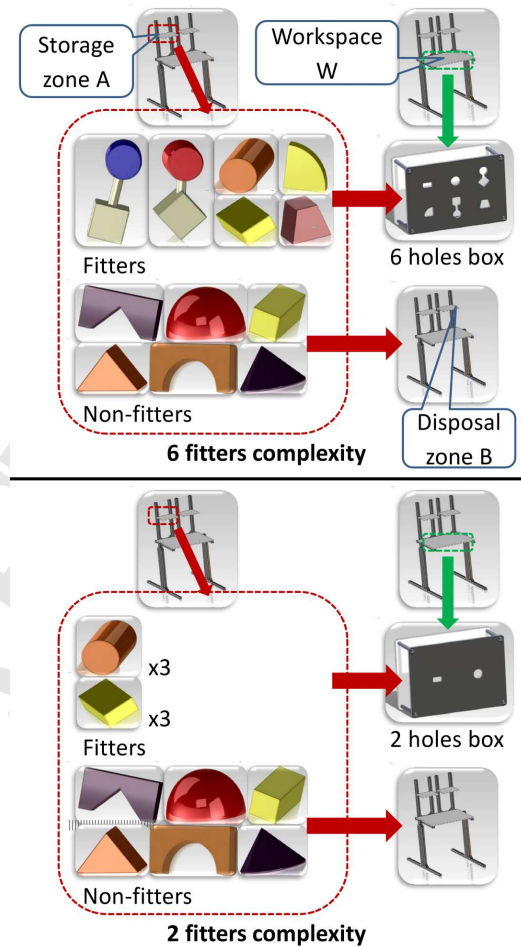 Storage
zone A
Workspace
W
Fitters
6 holes box
Non-fitters
Disposal
zone B
6 fitters complexity
x3
x3
Fitters
2 holes box
Non-fitters
2 fitters complexity